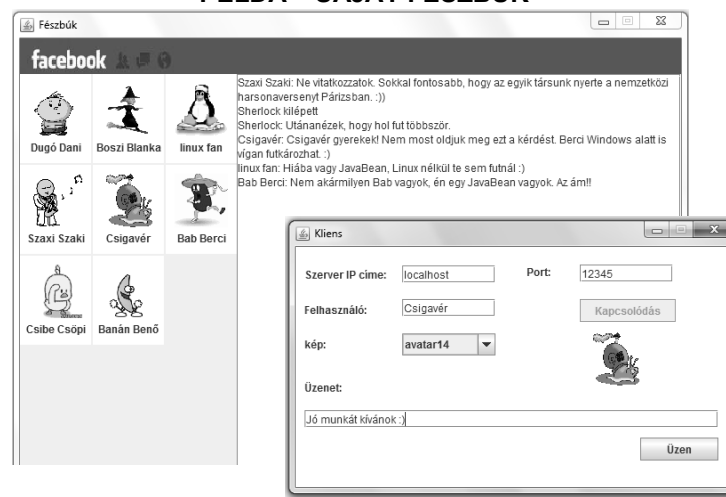 PÉLDA – SAJÁT FÉSZBÚK
Fészbúk
facebook
Dugó Dani
Boszi Blanka
linux fan
Szaxi Szaki
Csigavér
Bab Berci
Csibe Csöpi
Banán Benő
Szaxi Szaki: Ne vitatkozzatok. Sokkal fontosabb, hogy az egyik társunk nyerte a nemzetközi
harsonaversenyt Párizsban. :))
Sherlock kilépett
Sherlock: Utánanézek, hogy hol fut többször.
Csigavér: Csigavér gyerekek! Nem most oldjuk meg ezt a kérdést. Berci Windows alatt is
vígan futkározhat. :)
linux fan: Hiába vagy JavaBean, Linux nélkül te sem futnál :)
Bab Berci: Nem akármilyen Bab vagyok, én egy JavaBean vagyok. Az ám!!
Kliens
Szerver IP címe:
localhost
Port:
12345
Felhasználó:
Csigavér
Kapcsolódás
kép:
avatar14
Üzenet:
Jó munkát kívánok :)
Üzen